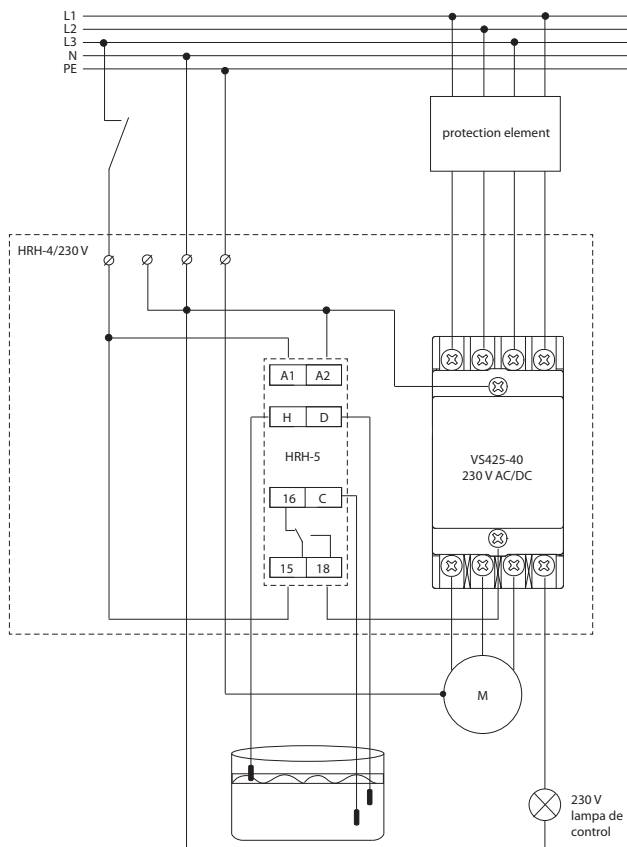 L1
L2
L3
N
PE
protection element
HRH-4/230 V
A1 A2
H D
HRH-5
VS425-40
230 V AC/DC
16 C
15 18
M
230 V
lampa de
control